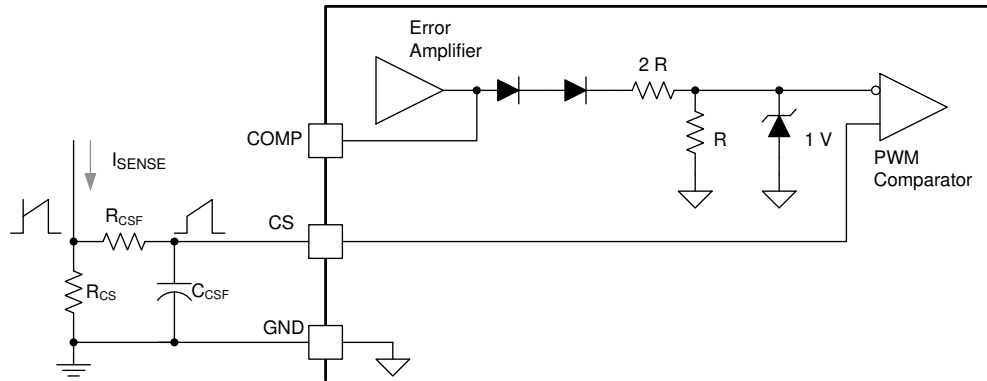 Error
Amplifier
2 R
COMP
R
1 V
PWM
Comparator
ISENSE
RCSF
CS
RCS
CCSF
GND